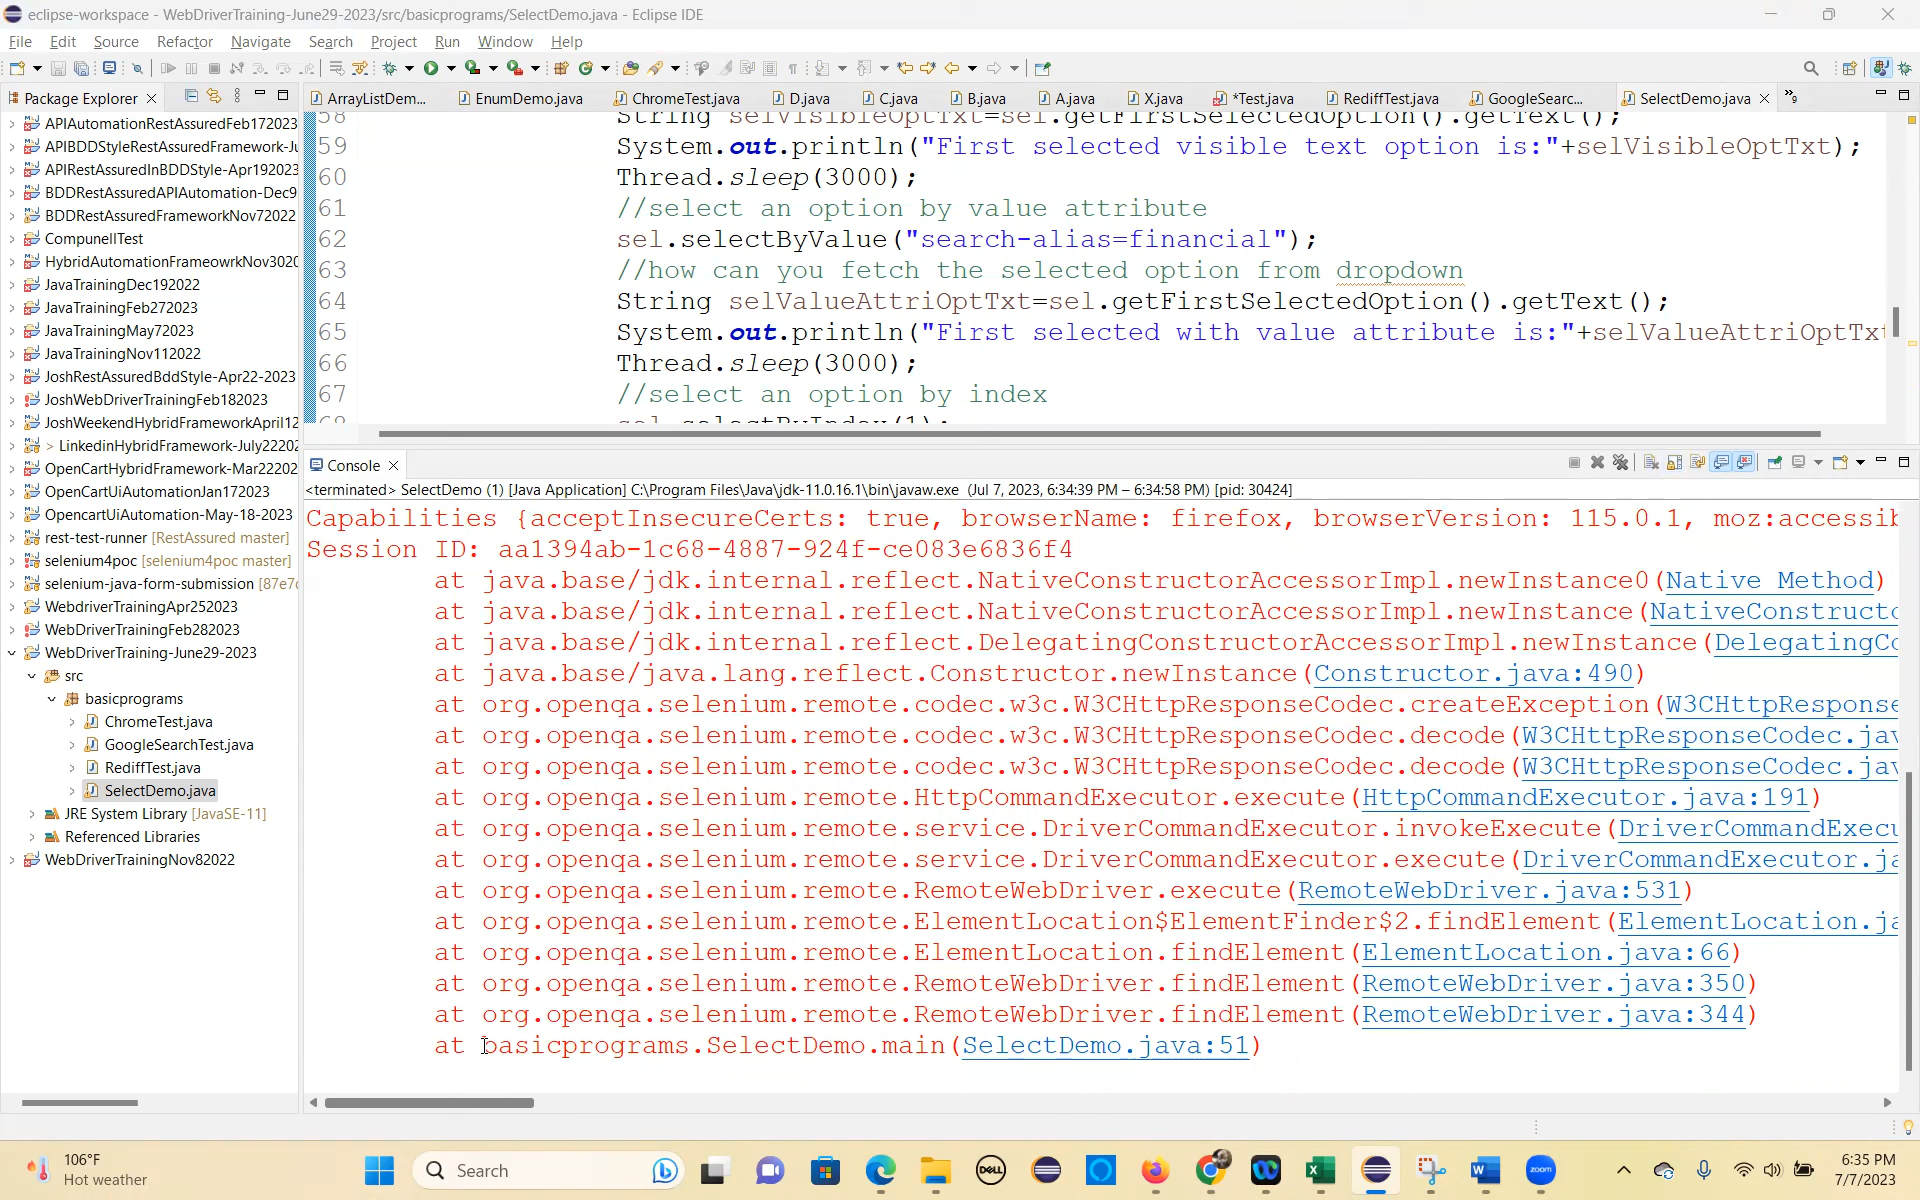 eclipse-workspace - WebDriverTraining-June29-2023/src/basicprograms/SelectDemo.java - Eclipse IDE
File Edit Source Refactor Navigate Search Project Run Window Help
Package Explorer
ArrayListDem... EnumDemo.java ChromeTest.java D.java C.java B.java A.java X.java *Test.java RediffTest.java GoogleSearc... SelectDemo.java 9
APIAutomationRestAssuredFeb172023
APIBDDStyleRestAssuredFramework-Ju
APIRestAssuredInBDDStyle-Apr192023
BDDRestAssuredAPIAutomation-Dec9
BDDRestAssuredFrameworkNov72022
CompunellTest
HybridAutomationFrameowrkNov3020
JavaTrainingDec192022
JavaTrainingFeb272023
JavaTrainingMay72023
JavaTrainingNov112022
JoshRestAssuredBddStyle-Apr22-2023
JoshWebDriverTrainingFeb182023
JoshWeekendHybridFrameworkApril12
> LinkedinHybridFramework-July22202
OpenCartHybridFramework-Mar22202
OpenCartUiAutomationJan172023
OpencartUiAutomation-May-18-2023
rest-test-runner [RestAssured master]
selenium4poc [selenium4poc master]
selenium-java-form-submission [87e7c
WebdriverTrainingApr252023
WebDriverTrainingFeb282023
WebDriverTraining-June29-2023
src
basicprograms
ChromeTest.java
GoogleSearchTest.java
RediffTest.java
SelectDemo.java
JRE System Library [JavaSE-11]
Referenced Libraries
WebDriverTrainingNov82022
58 String selVisibleOptTxt=sel.getFirstSelectedOption().getText();
59 System.out.println("First selected visible text option is:"+selVisibleOptTxt);
60 Thread.sleep(3000);
61 //select an option by value attribute
62 sel.selectByValue("search-alias=financial");
63 //how can you fetch the selected option from dropdown
64 String selValueAttriOptTxt=sel.getFirstSelectedOption().getText();
65 System.out.println("First selected with value attribute is:"+selValueAttriOptTxt
66 Thread.sleep(3000);
67 //select an option by index
68 sel.selectByIndex(1);
Console
<terminated> SelectDemo (1) [Java Application] C:\Program Files\Java\jdk-11.0.16.1\bin\javaw.exe (Jul 7, 2023, 6:34:39 PM – 6:34:58 PM) [pid: 30424]
Capabilities {acceptInsecureCerts: true, browserName: firefox, browserVersion: 115.0.1, moz:accessib
Session ID: aa1394ab-1c68-4887-924f-ce083e6836f4
at java.base/jdk.internal.reflect.NativeConstructorAccessorImpl.newInstance0(Native Method)
at java.base/jdk.internal.reflect.NativeConstructorAccessorImpl.newInstance(NativeConstructo
at java.base/jdk.internal.reflect.DelegatingConstructorAccessorImpl.newInstance(DelegatingCo
at java.base/java.lang.reflect.Constructor.newInstance(Constructor.java:490)
at org.openqa.selenium.remote.codec.w3c.W3CHttpResponseCodec.createException(W3CHttpResponse
at org.openqa.selenium.remote.codec.w3c.W3CHttpResponseCodec.decode(W3CHttpResponseCodec.jav
at org.openqa.selenium.remote.codec.w3c.W3CHttpResponseCodec.decode(W3CHttpResponseCodec.jav
at org.openqa.selenium.remote.HttpCommandExecutor.execute(HttpCommandExecutor.java:191)
at org.openqa.selenium.remote.service.DriverCommandExecutor.invokeExecute(DriverCommandExecu
at org.openqa.selenium.remote.service.DriverCommandExecutor.execute(DriverCommandExecutor.ja
at org.openqa.selenium.remote.RemoteWebDriver.execute(RemoteWebDriver.java:531)
at org.openqa.selenium.remote.ElementLocation$ElementFinder$2.findElement(ElementLocation.ja
at org.openqa.selenium.remote.ElementLocation.findElement(ElementLocation.java:66)
at org.openqa.selenium.remote.RemoteWebDriver.findElement(RemoteWebDriver.java:350)
at org.openqa.selenium.remote.RemoteWebDriver.findElement(RemoteWebDriver.java:344)
at basicprograms.SelectDemo.main(SelectDemo.java:51)
106°F
Hot weather
Search
DELL
zoom
6:35 PM
7/7/2023